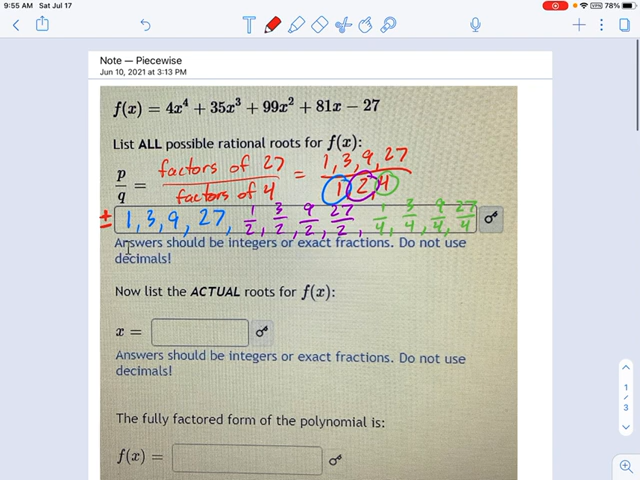 9:55 AM Sat Jul 17
VPN 78%
T
Note — Piecewise
Jun 10, 2021 at 3:13 PM
f(x) = 4x⁴ + 35x³ + 99x² + 81x − 27
List ALL possible rational roots for f(x):
p/q = factors of 27/factors of 4 = 1, 3, 9, 27/1, 2, 4
± 1, 3, 9, 27, 1/2, 3/2, 9/2, 27/2, 1/4, 3/4, 9/4, 27/4
Answers should be integers or exact fractions. Do not use
decimals!
Now list the ACTUAL roots for f(x):
x =
Answers should be integers or exact fractions. Do not use
decimals!
The fully factored form of the polynomial is:
f(x) =
1
/
3